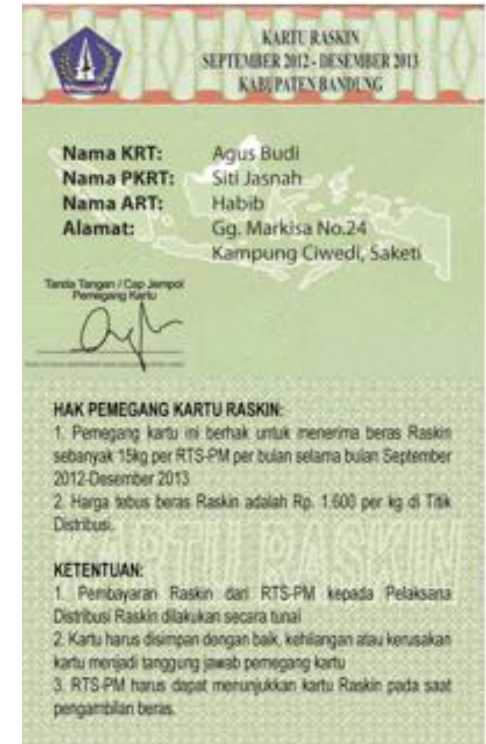 KARTU RASKIN
SEPTEMBER 2012 - DESEMBER 2013
KABUPATEN BANDUNG
Nama KRT: Agus Budi
Nama PKRT: Siti Jasnah
Nama ART: Habib
Alamat: Gg. Markisa No.24
Kampung Ciwedi, Saketi
Tanda Tangan / Cap Jempol
Pemegang Kartu
HAK PEMEGANG KARTU RASKIN:
1. Pemegang kartu ini berhak untuk menerima beras Raskin
sebanyak 15kg per RTS-PM per bulan selama bulan September
2012-Desember 2013
2. Harga tebus beras Raskin adalah Rp. 1.600 per kg di Titik
Distribusi.
KARTU RASKIN
KETENTUAN:
1. Pembayaran Raskin dari RTS-PM kepada Pelaksana
Distribusi Raskin dilakukan secara tunai
2. Kartu harus disimpan dengan baik, kehilangan atau kerusakan
kartu menjadi tanggung jawab pemegang kartu
3. RTS-PM harus dapat menunjukkan kartu Raskin pada saat
pengambilan beras.